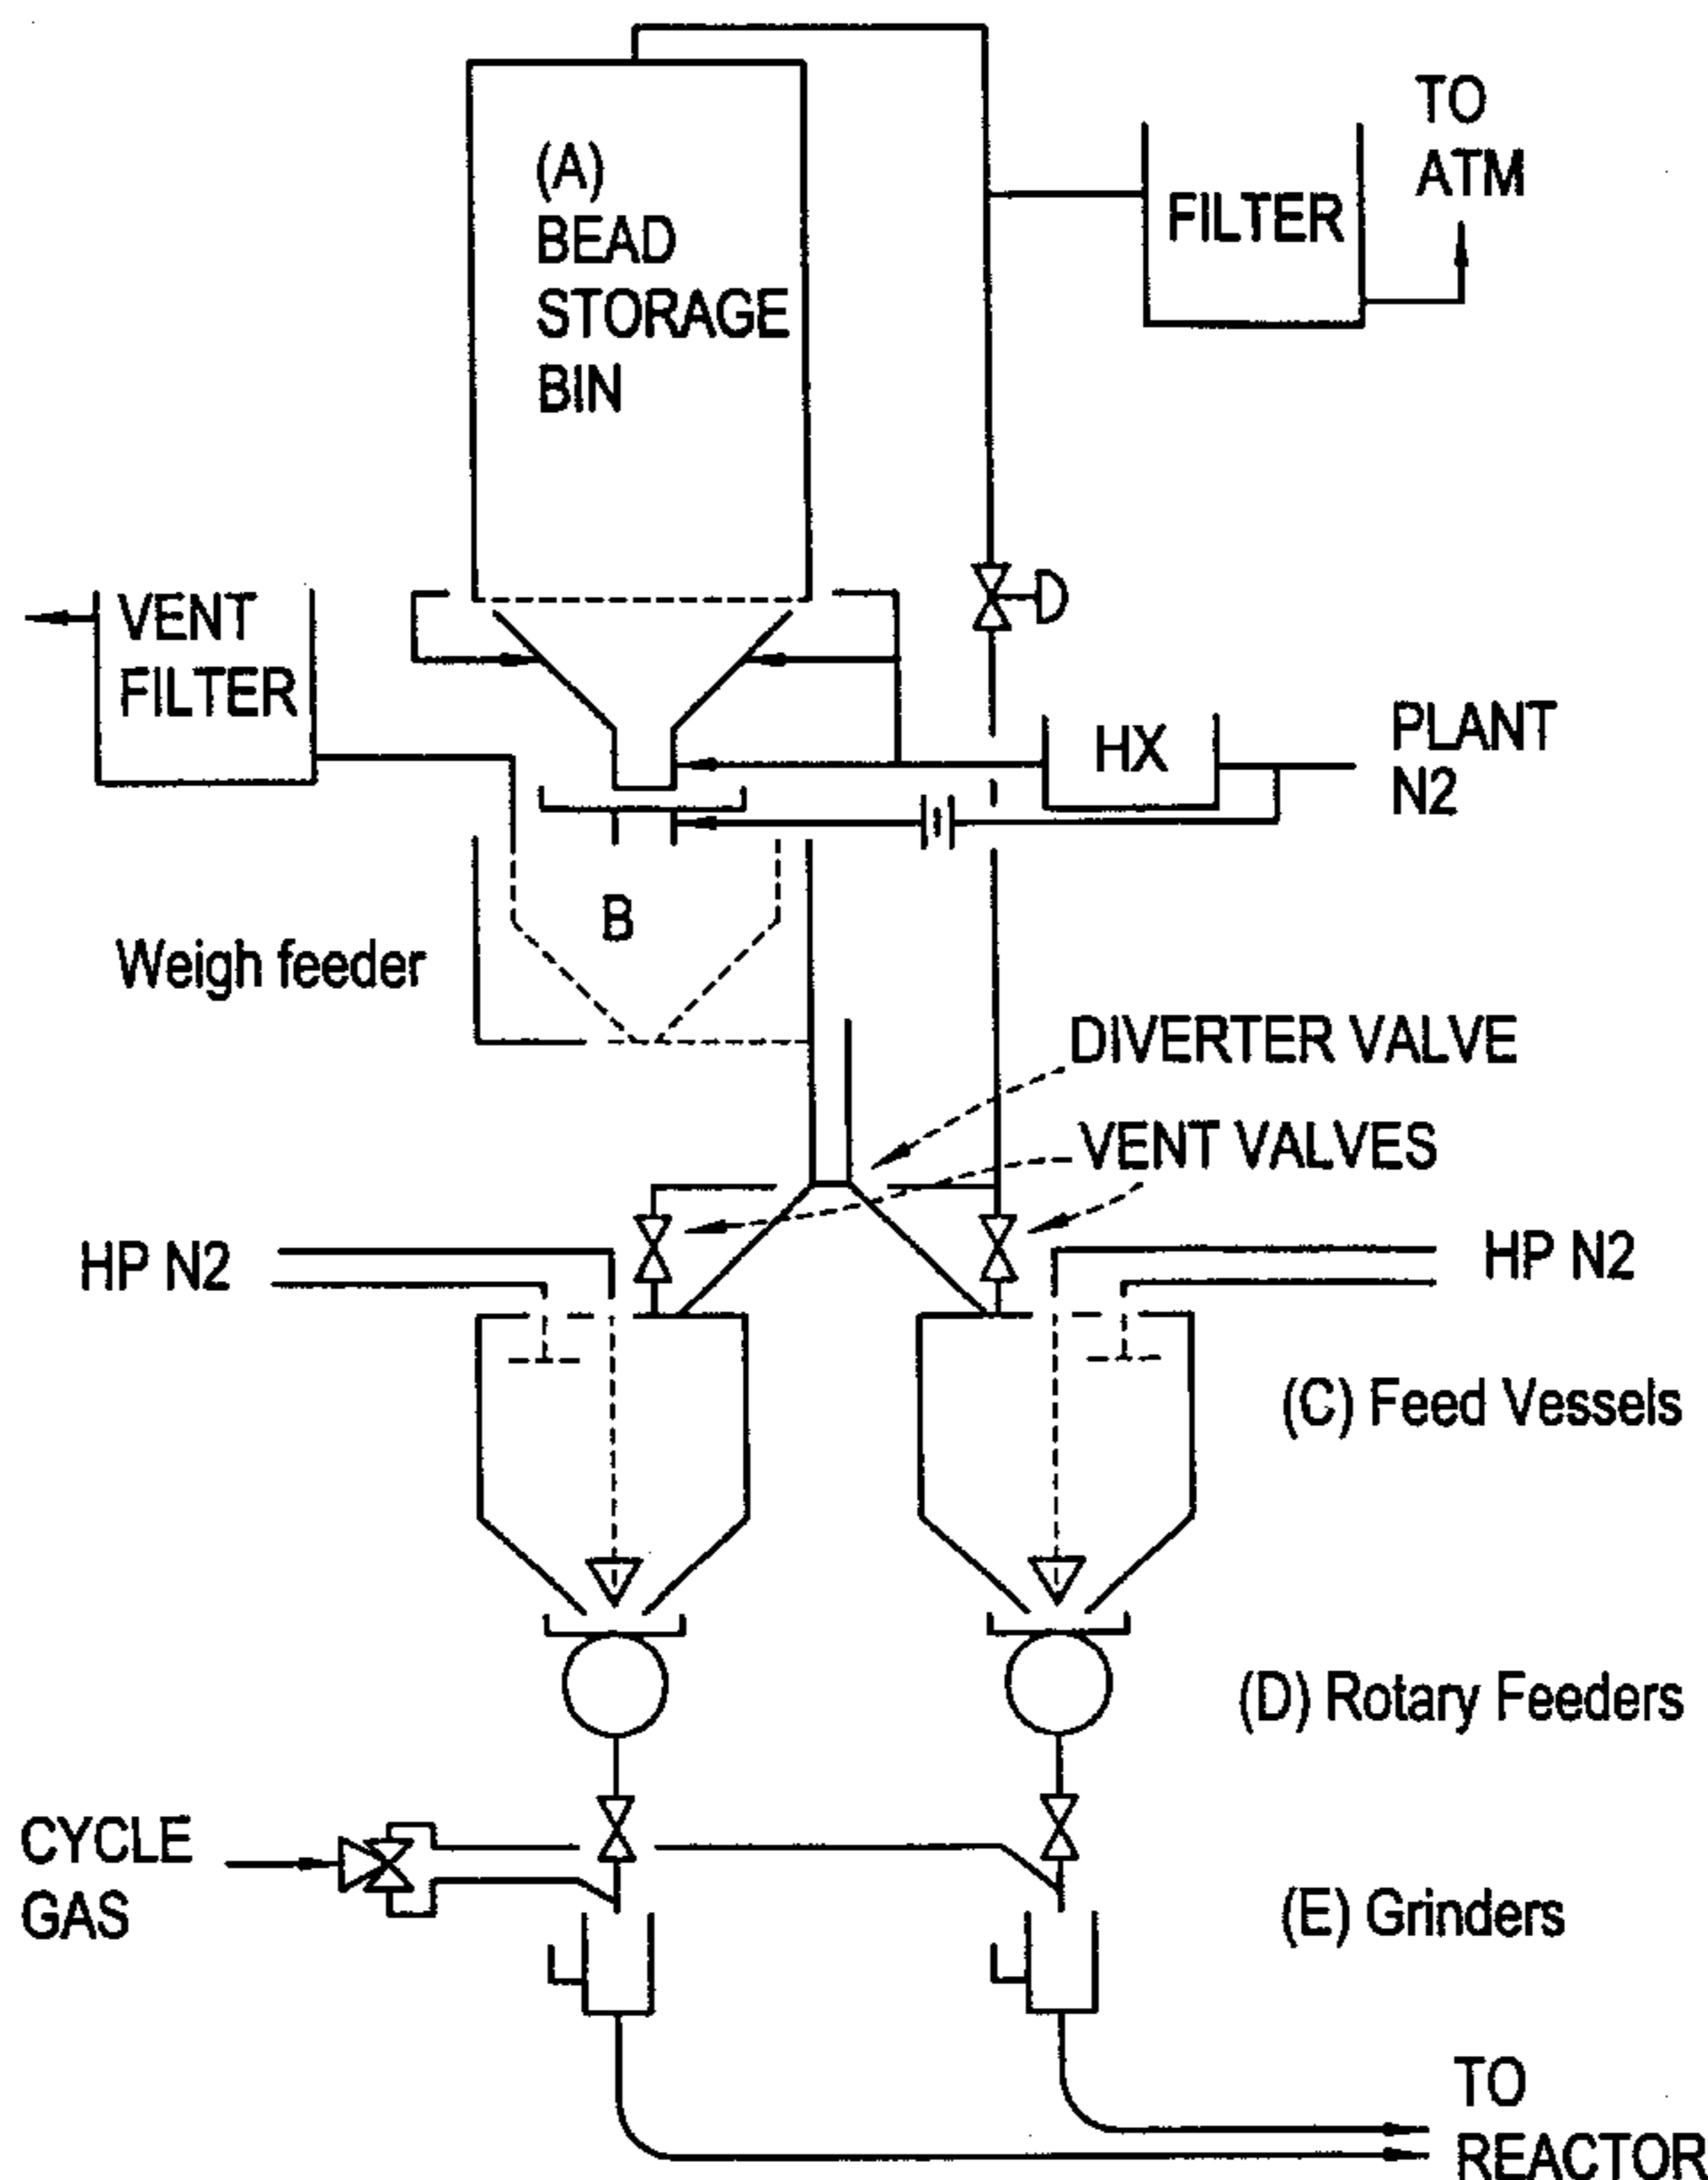 TO
ATM
(A)
BEAD
STORAGE
BIN
FILTER
D
VENT
FILTER
HX
PLANT
N2
B
Weigh feeder
DIVERTER VALVE
VENT VALVES
HP N2
HP N2
(C) Feed Vessels
(D) Rotary Feeders
CYCLE
GAS
(E) Grinders
TO
REACTOR